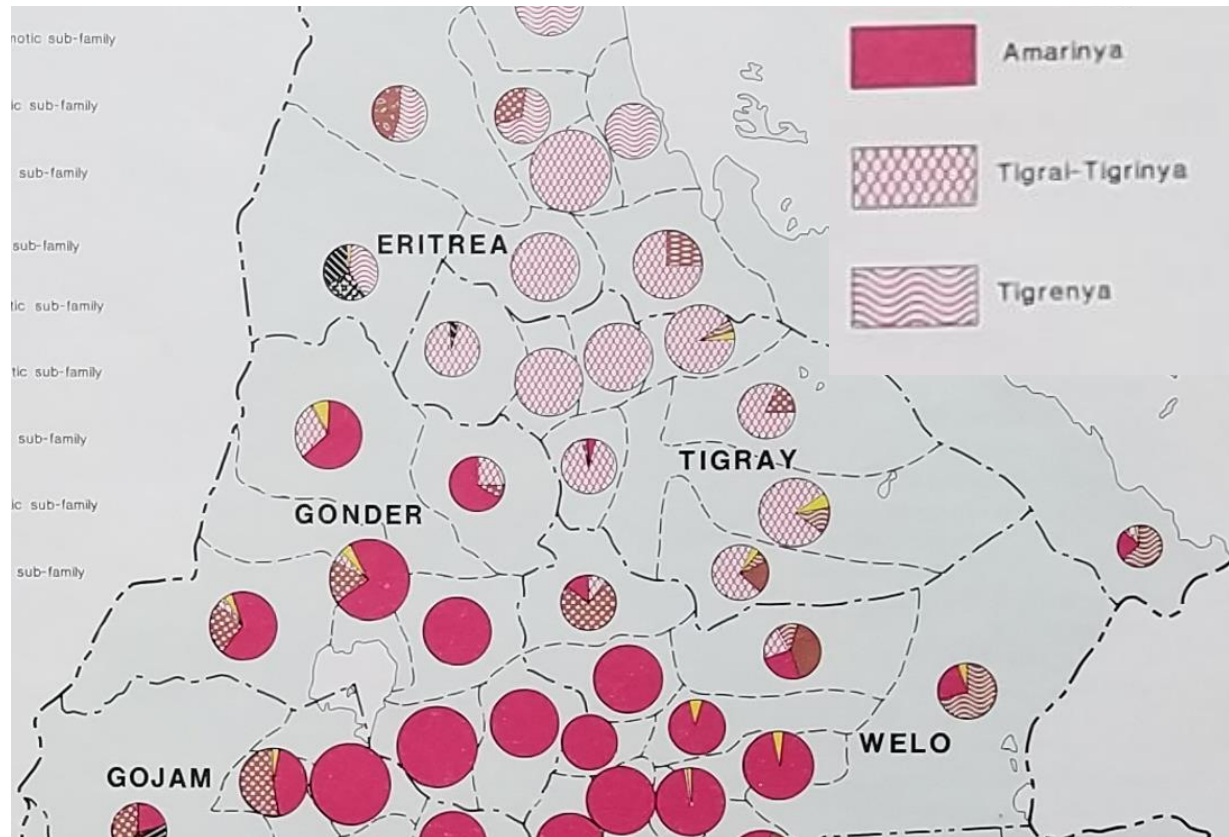 notic sub-family
ic sub-family
sub-family
sub-family
tic sub-family
tic sub-family
sub-family
ic sub-family
sub-family
Amarinya
Tigrai-Tigrinya
Tigrenya
ERITREA
TIGRAY
GONDER
WELO
GOJAM